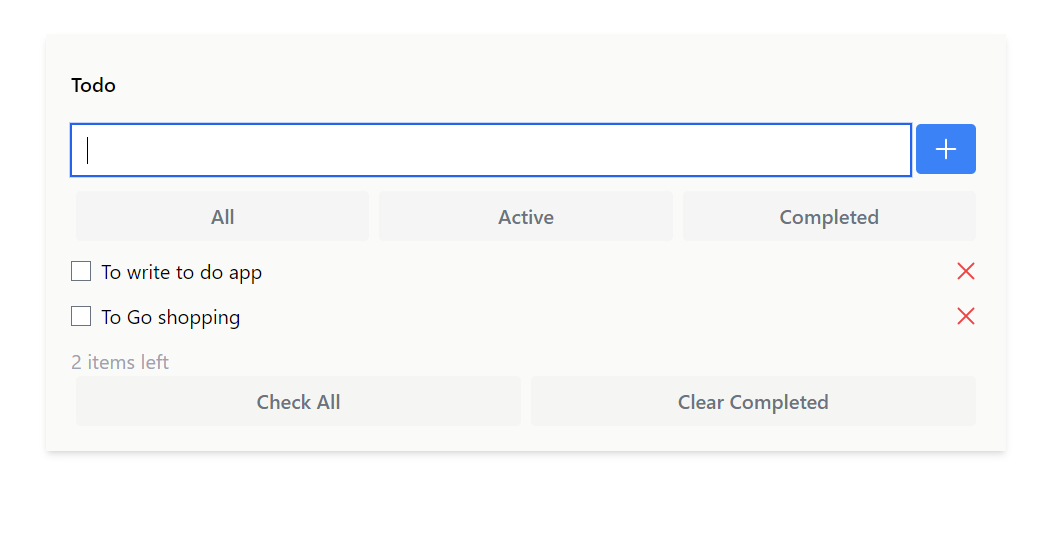 Todo
All Active Completed
To write to do app
To Go shopping
2 items left
Check All Clear Completed